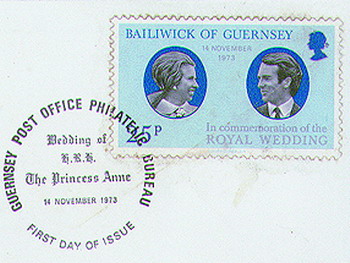 BAILIWICK OF GUERNSEY
14 NOVEMBER
1973
25P
In commemoration of the
ROYAL WEDDING
GUERNSEY POST OFFICE PHILATELIC BUREAU
Wedding of
H.R.H.
The Princess Anne
14 NOVEMBER 1973
FIRST DAY OF ISSUE